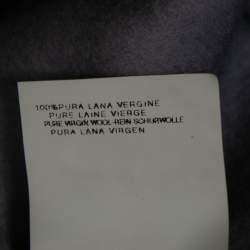 100%PURA LANA VERGINE
PURE LAINE VIERGE
PURE VIRGIN WOOL-REIN SCHURWOLLE
PURA LANA VIRGEN